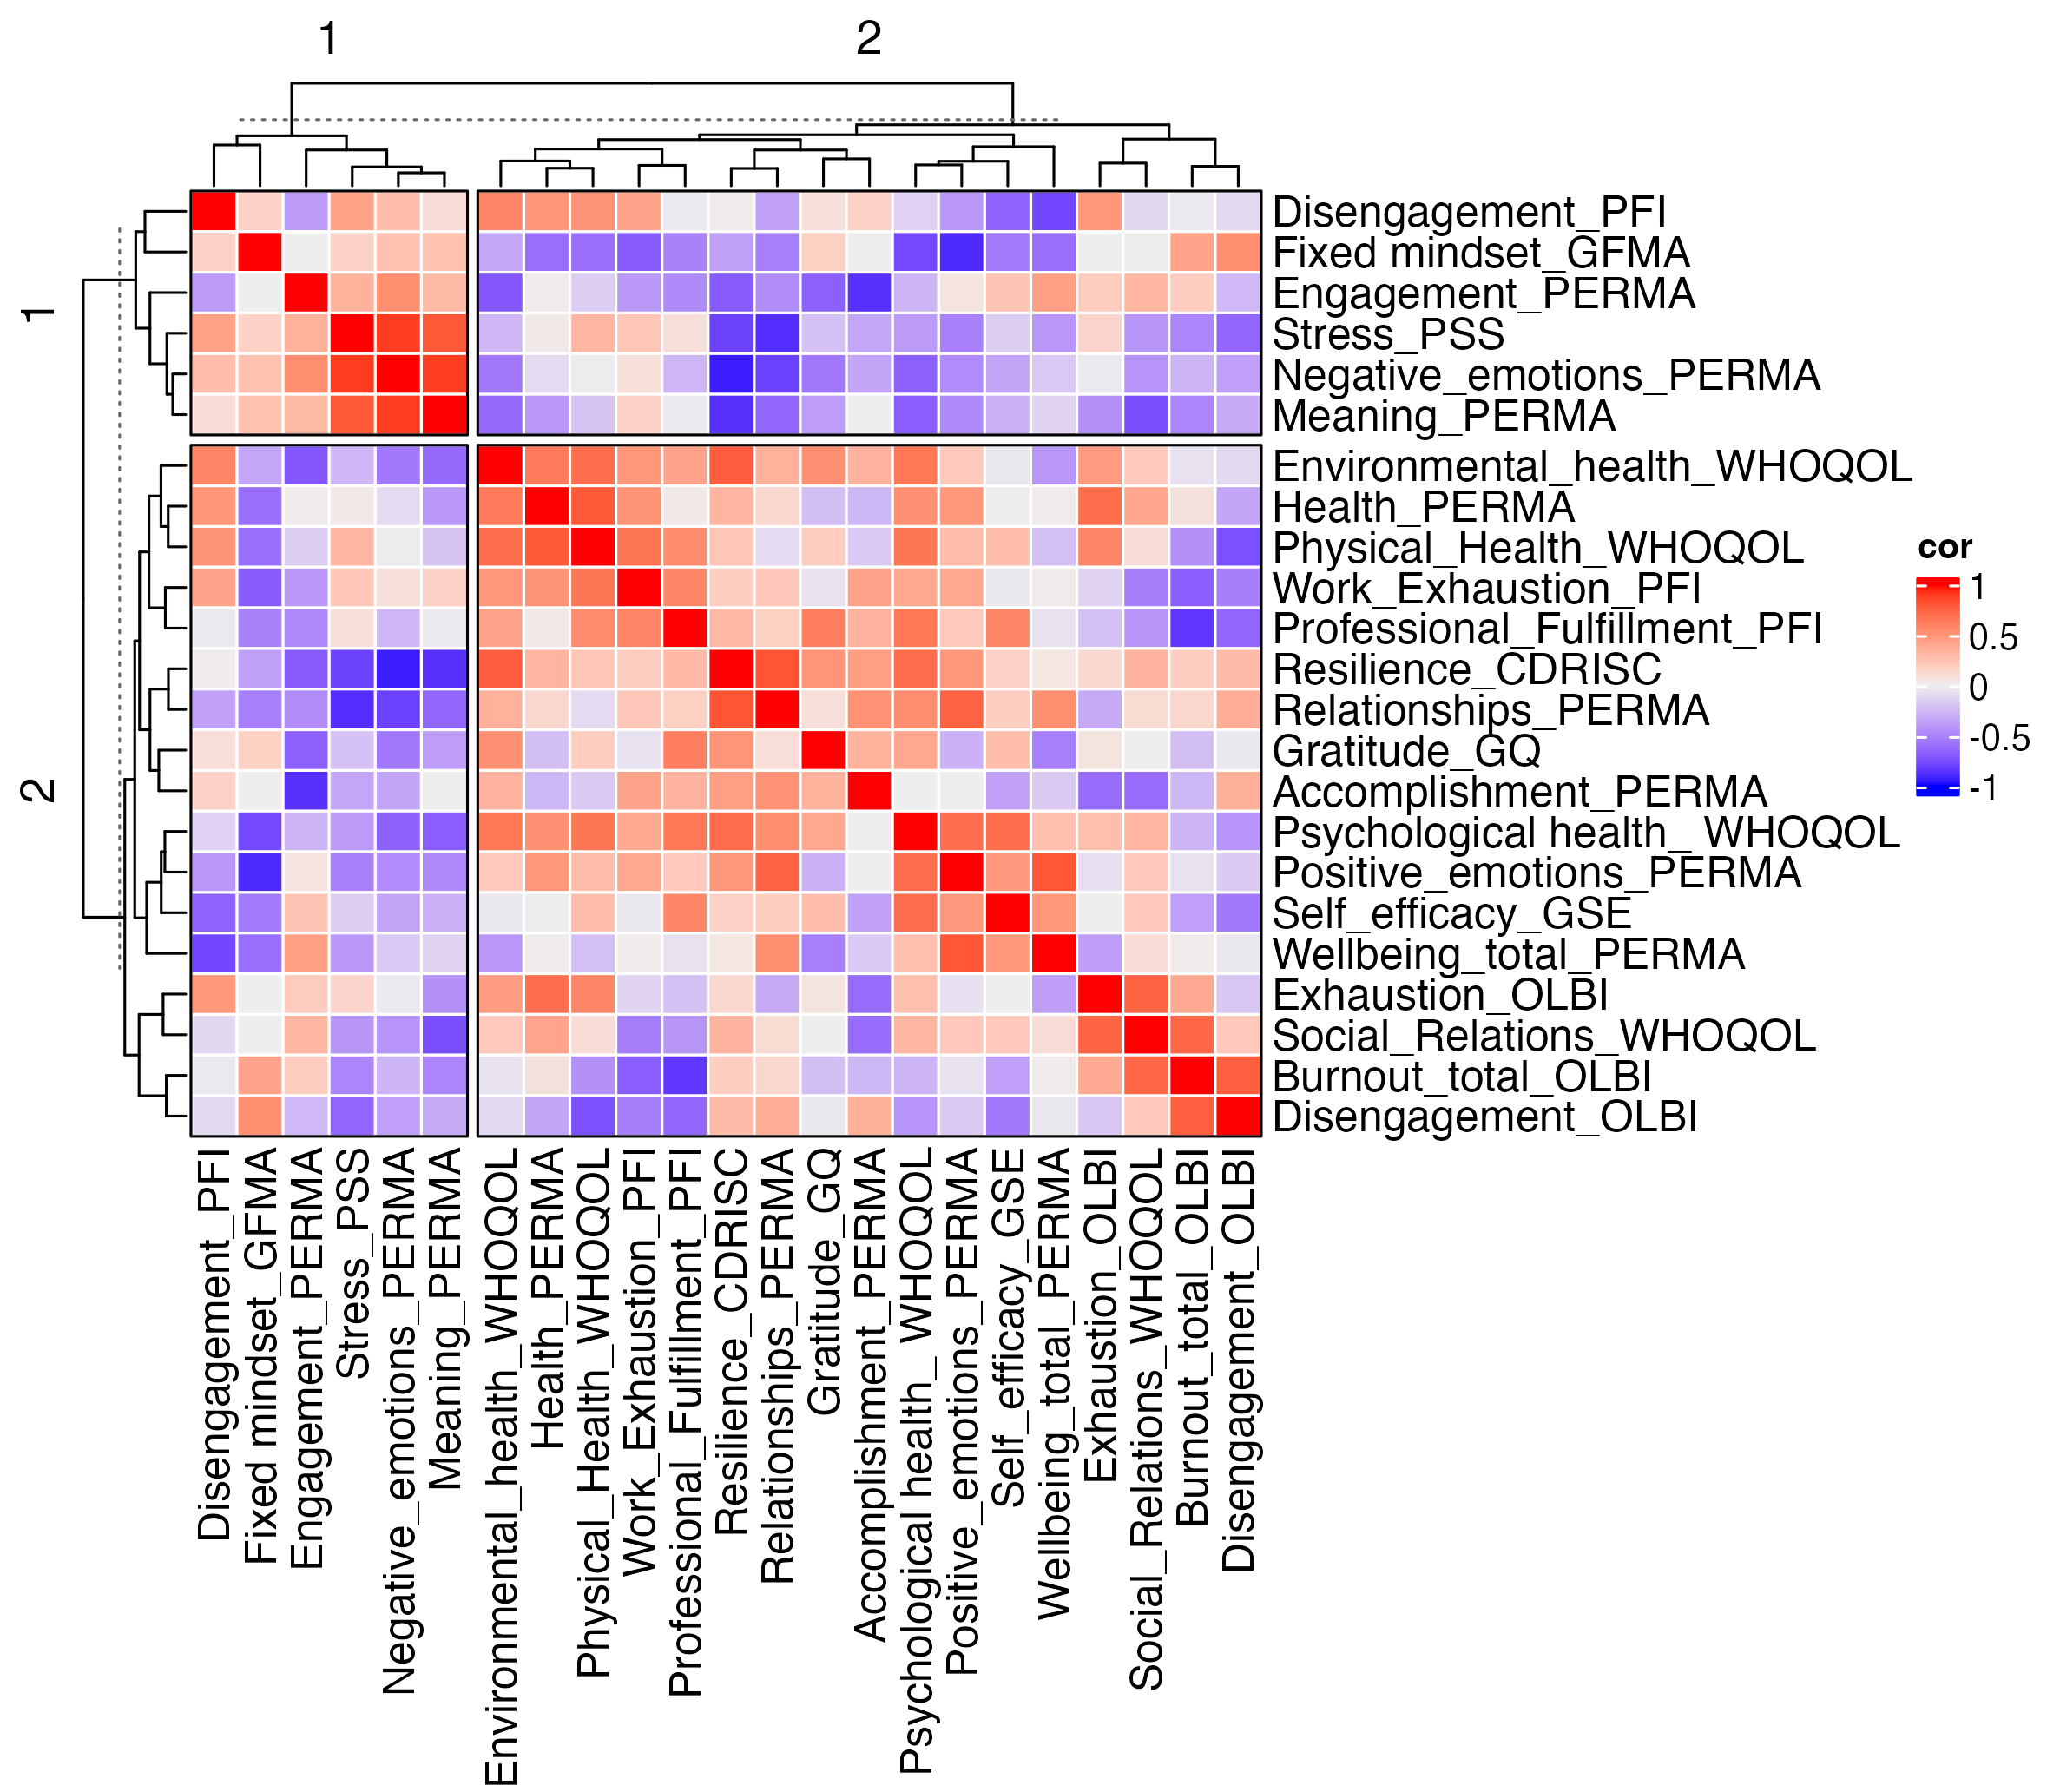 1
2
1
2
Disengagement_PFI
Fixed mindset_GFMA
Engagement_PERMA
Stress_PSS
Negative_emotions_PERMA
Meaning_PERMA
Environmental_health_WHOQOL
Health_PERMA
Physical_Health_WHOQOL
Work_Exhaustion_PFI
Professional_Fulfillment_PFI
Resilience_CDRISC
Relationships_PERMA
Gratitude_GQ
Accomplishment_PERMA
Psychological health_ WHOQOL
Positive_emotions_PERMA
Self_efficacy_GSE
Wellbeing_total_PERMA
Exhaustion_OLBI
Social_Relations_WHOQOL
Burnout_total_OLBI
Disengagement_OLBI
cor
1
0.5
0
-0.5
-1
Disengagement_PFI
Fixed mindset_GFMA
Engagement_PERMA
Stress_PSS
Negative_emotions_PERMA
Meaning_PERMA
Environmental_health_WHOQOL
Health_PERMA
Physical_Health_WHOQOL
Work_Exhaustion_PFI
Professional_Fulfillment_PFI
Resilience_CDRISC
Relationships_PERMA
Gratitude_GQ
Accomplishment_PERMA
Psychological health_ WHOQOL
Positive_emotions_PERMA
Self_efficacy_GSE
Wellbeing_total_PERMA
Exhaustion_OLBI
Social_Relations_WHOQOL
Burnout_total_OLBI
Disengagement_OLBI